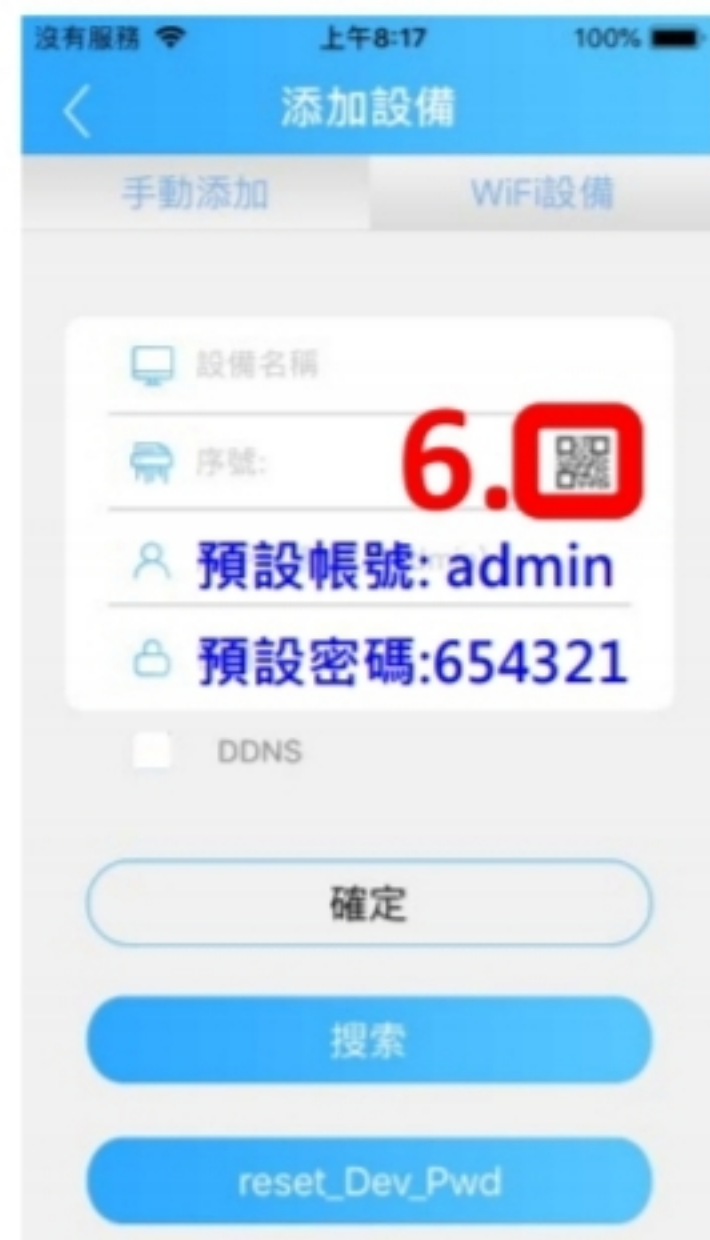 沒有服務 上午8:17 100%
添加設備
手動添加 WiFi設備
設備名稱
序號: 6.
預設帳號: admin
預設密碼:654321
DDNS
確定
搜索
reset_Dev_Pwd